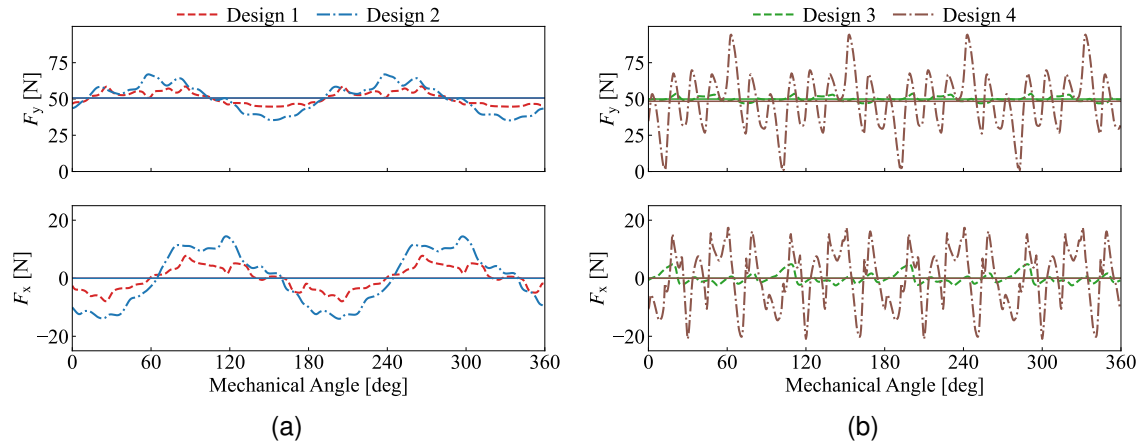 Design 1 Design 2
Design 3 Design 4
F_y [N]
75
50
25
0
F_x [N]
20
0
−20
0 60 120 180 240 300 360
Mechanical Angle [deg]
(a)
F_y [N]
75
50
25
0
F_x [N]
20
0
−20
0 60 120 180 240 300 360
Mechanical Angle [deg]
(b)